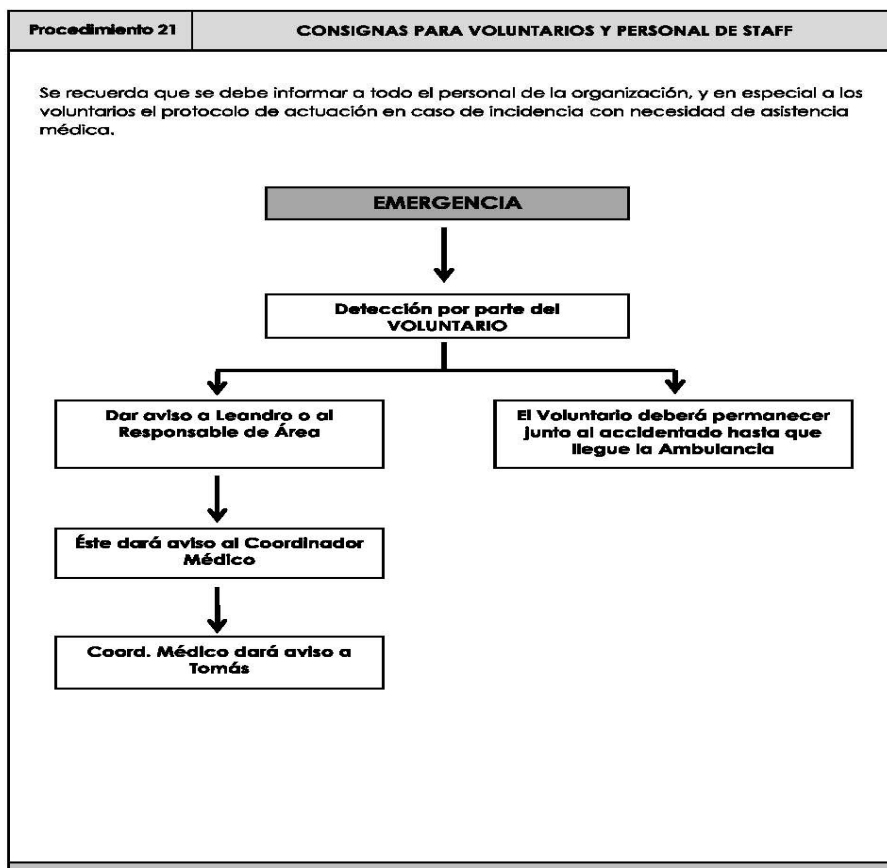 Procedimiento 21
CONSIGNAS PARA VOLUNTARIOS Y PERSONAL DE STAFF
Se recuerda que se debe informar a todo el personal de la organización, y en especial a los
voluntarios el protocolo de actuación en caso de incidencia con necesidad de asistencia
médica.
EMERGENCIA
Detección por parte del
VOLUNTARIO
Dar aviso a Leandro o al
Responsable de Área
El Voluntario deberá permanecer
junto al accidentado hasta que
llegue la Ambulancia
Éste dará aviso al Coordinador
Médico
Coord. Médico dará aviso a
Tomás